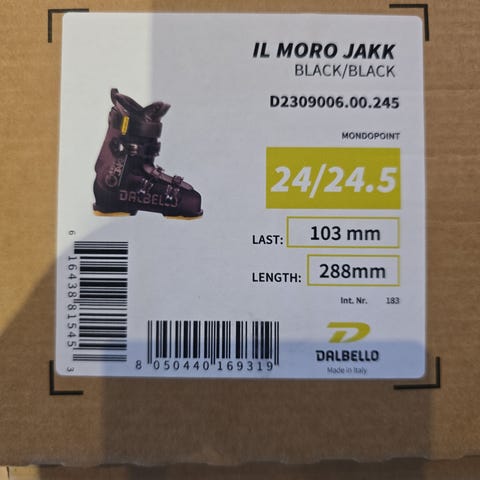 IL MORO JAKK
BLACK/BLACK
D2309006.00.245
MONDOPOINT
24/24.5
LAST: 103 mm
LENGTH: 288mm
Int. Nr. 183
DALBELLO
DALBELLO
Made in Italy
6 16438 81545 3
8 050440 169319